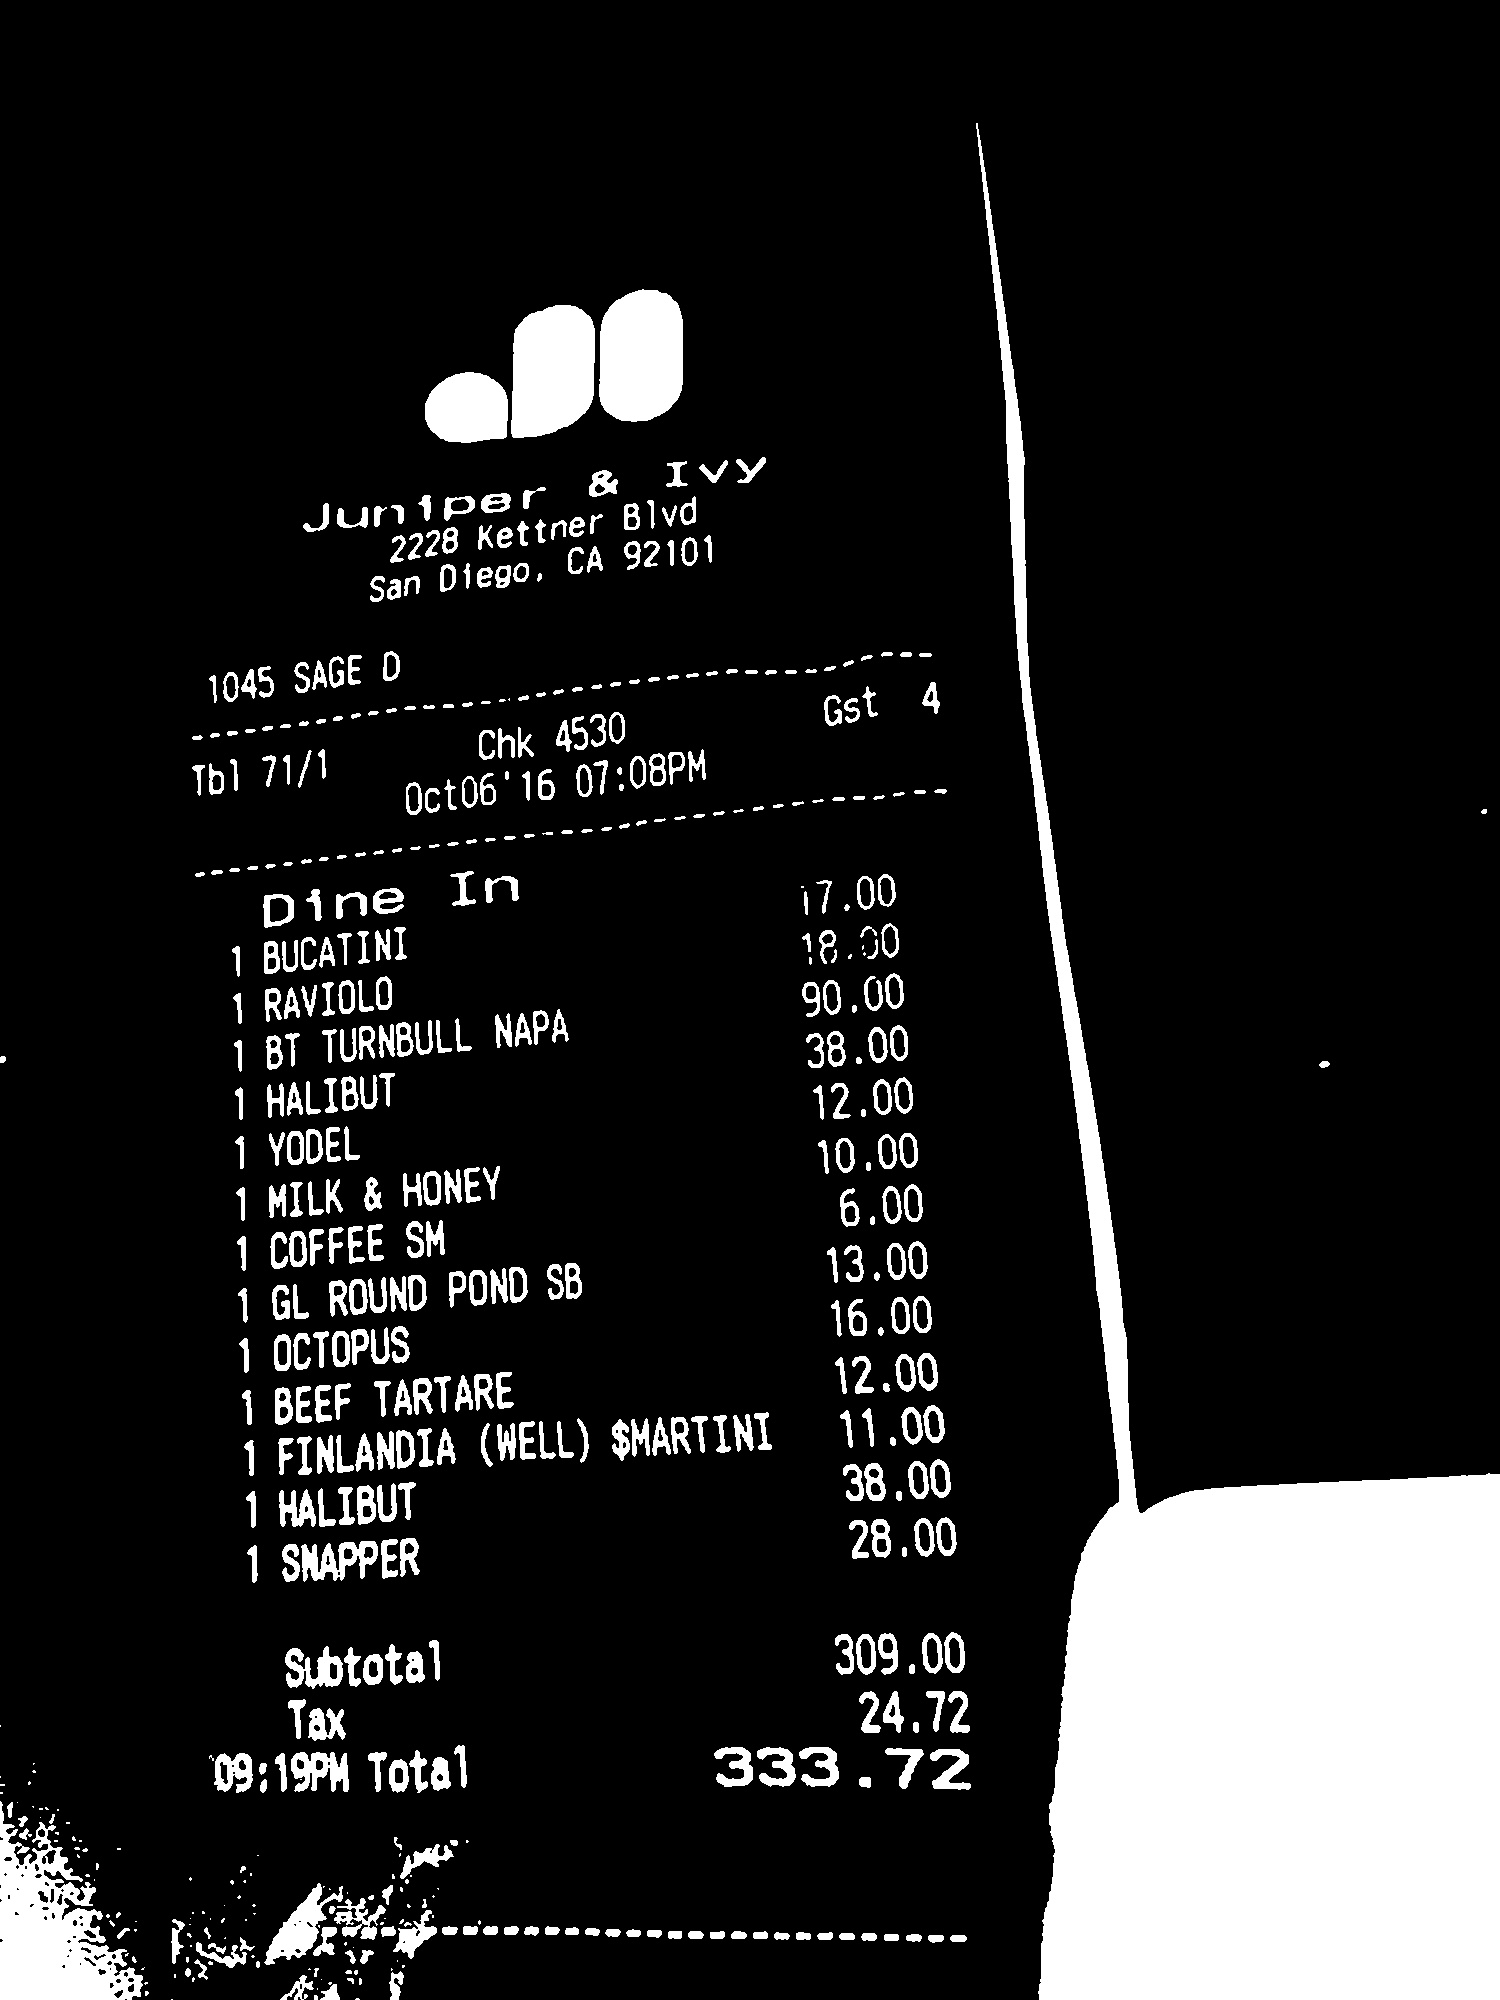 Juniper & Ivy
2228 Kettner Blvd
San Diego, CA 92101
1045 SAGE D
Tbl 71/1 Chk 4530 Gst 4
Oct06'16 07:08PM
Dine In
1 BUCATINI 17.00
1 RAVIOLO 18.00
1 BT TURNBULL NAPA 90.00
1 HALIBUT 38.00
1 YODEL 12.00
1 MILK & HONEY 10.00
1 COFFEE SM 6.00
1 GL ROUND POND SB 13.00
1 OCTOPUS 16.00
1 BEEF TARTARE 12.00
1 FINLANDIA (WELL) $MARTINI 11.00
1 HALIBUT 38.00
1 SNAPPER 28.00
Subtotal 309.00
Tax 24.72
09:19PM Total 333.72